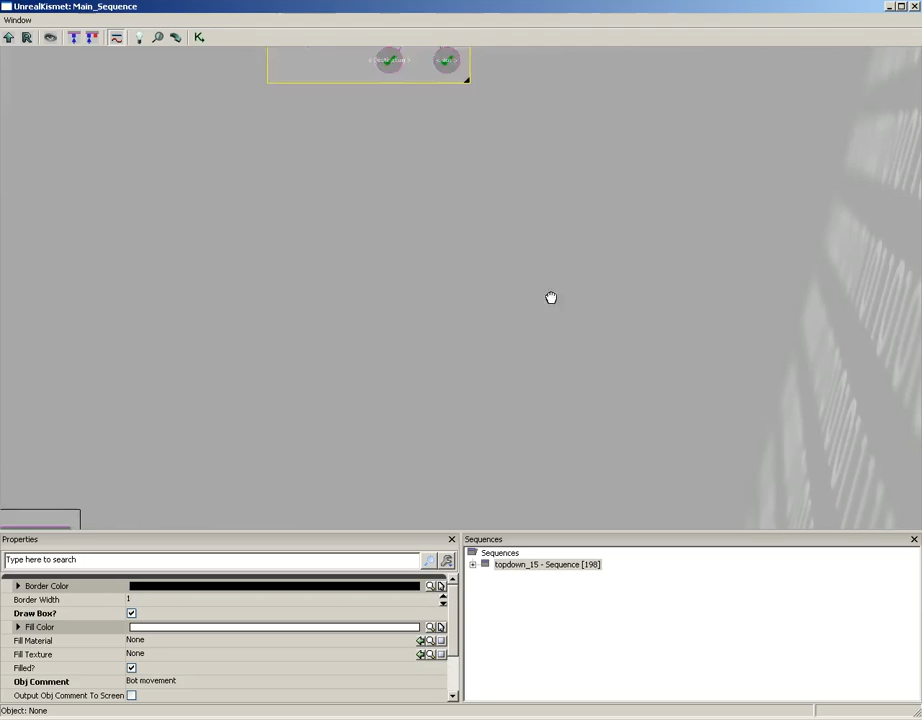 UnrealKismet: Main_Sequence
Window
Properties
Type here to search
Border Color
Border Width 1
Draw Box?
Fill Color
Fill Material None
Fill Texture None
Filled?
Obj Comment Bot movement
Output Obj Comment To Screen
Object: None
Sequences
Sequences
topdown_15 - Sequence [198]